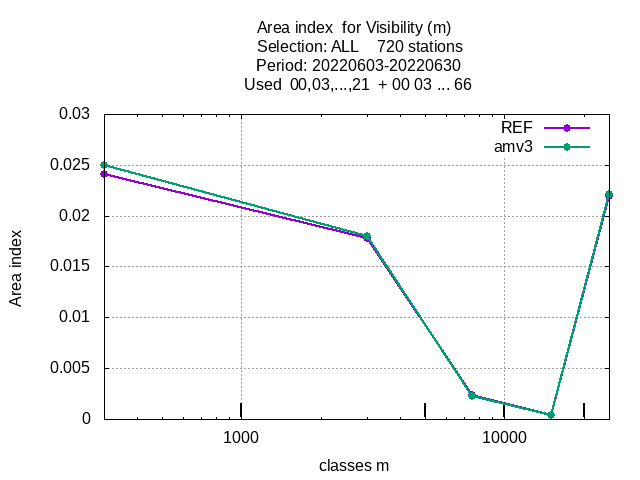 Area index  for Visibility (m)
Selection: ALL    720 stations
Period: 20220603-20220630
Used  00,03,...,21  + 00 03 ... 66
REF
amv3
0.03
0.025
0.02
0.015
0.01
0.005
0
Area index
1000
10000
classes m